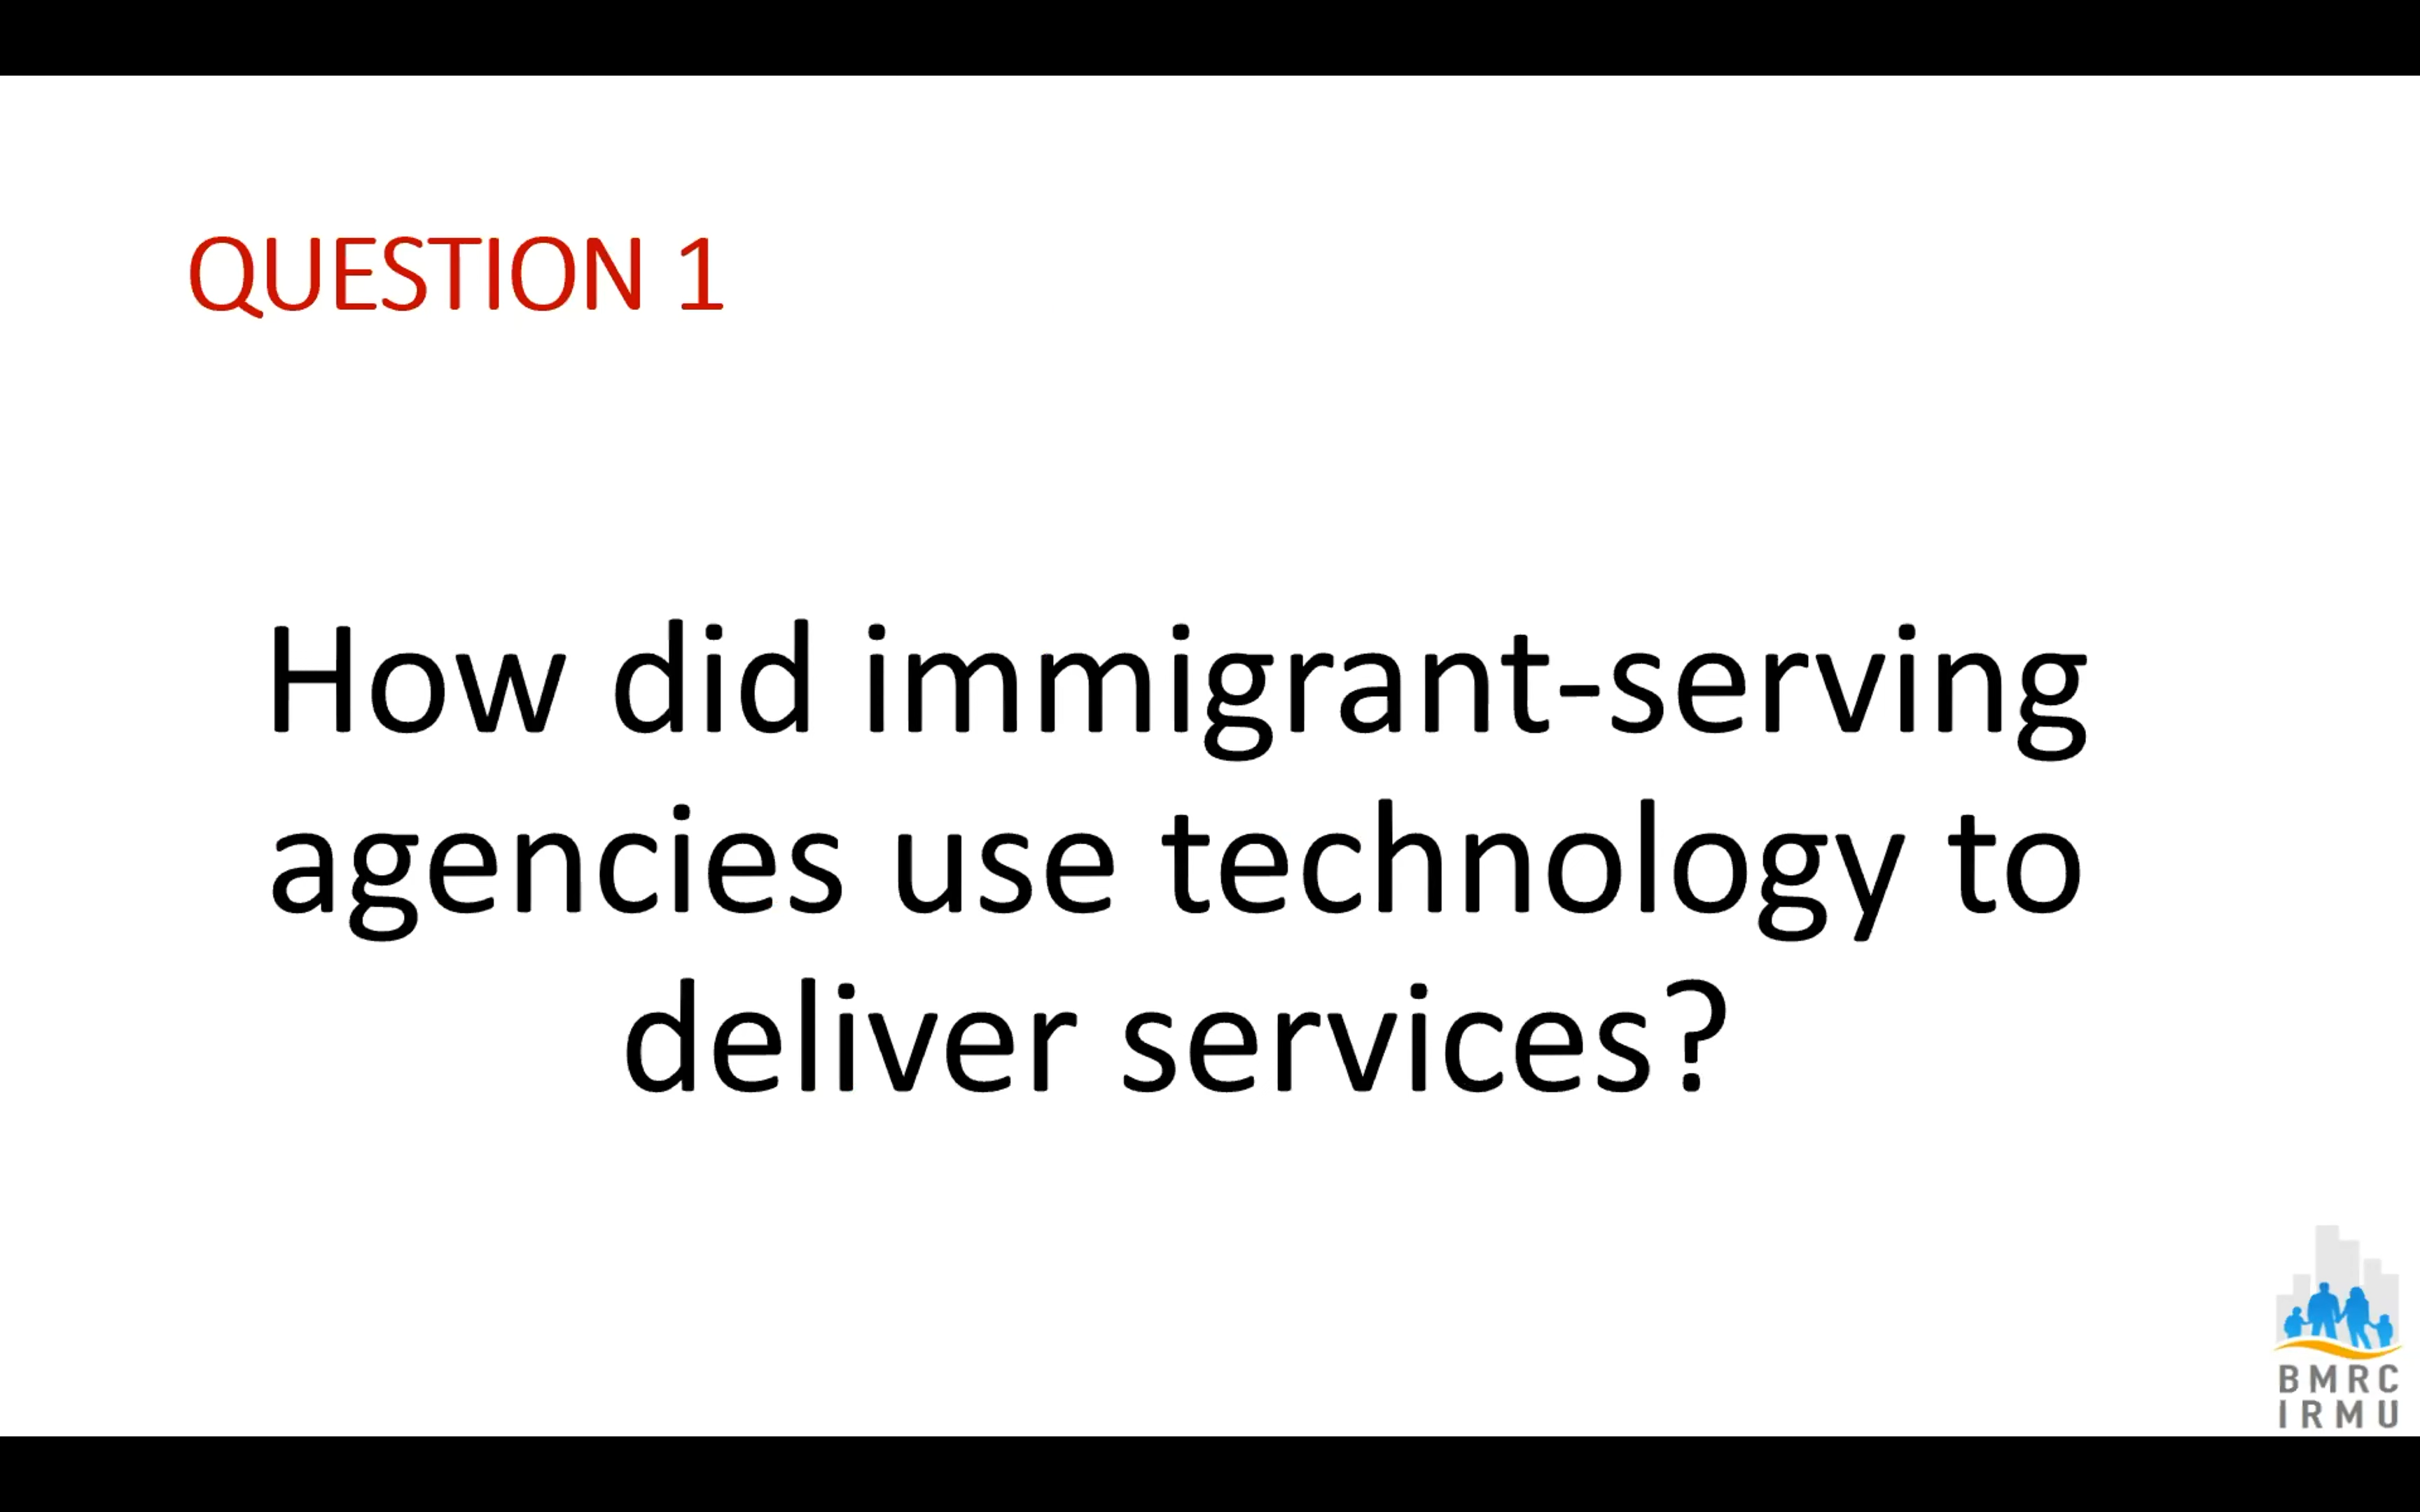 QUESTION 1
How did immigrant-serving
agencies use technology to
deliver services?
BMRC
IRMU